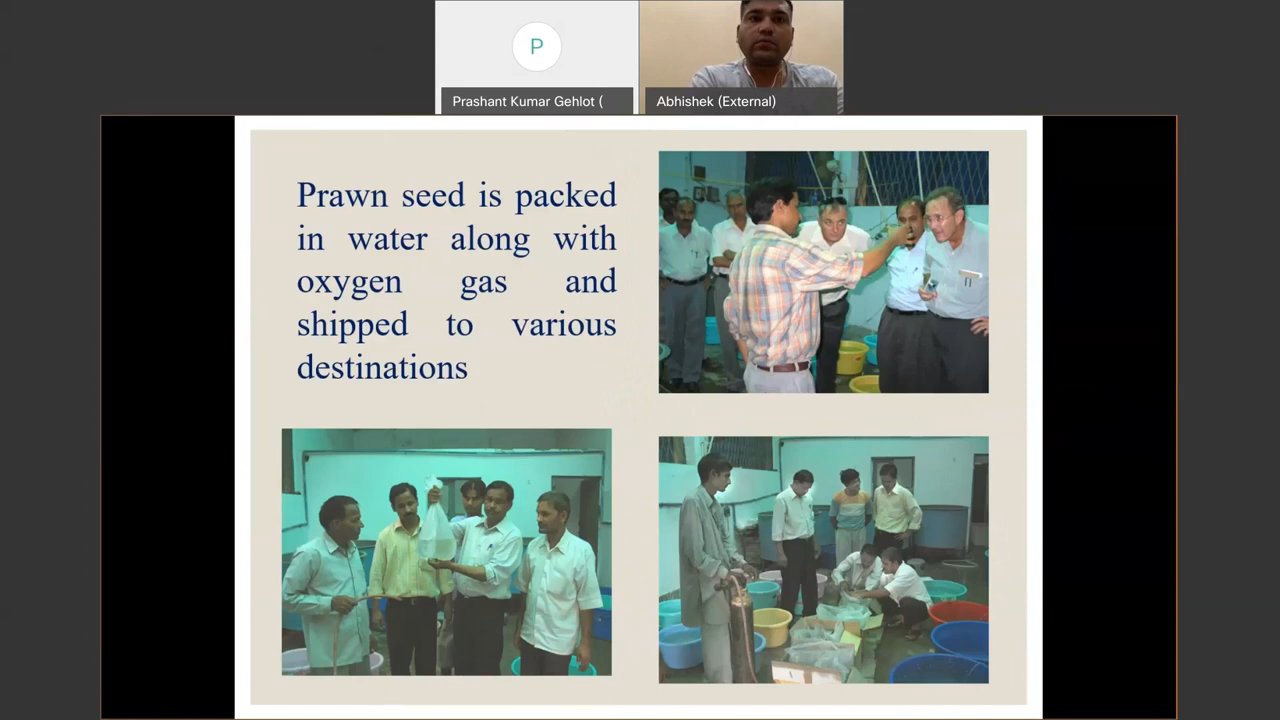 P
Prashant Kumar Gehlot (
Abhishek (External)
Prawn seed is packed
in water along with
oxygen gas and
shipped to various
destinations